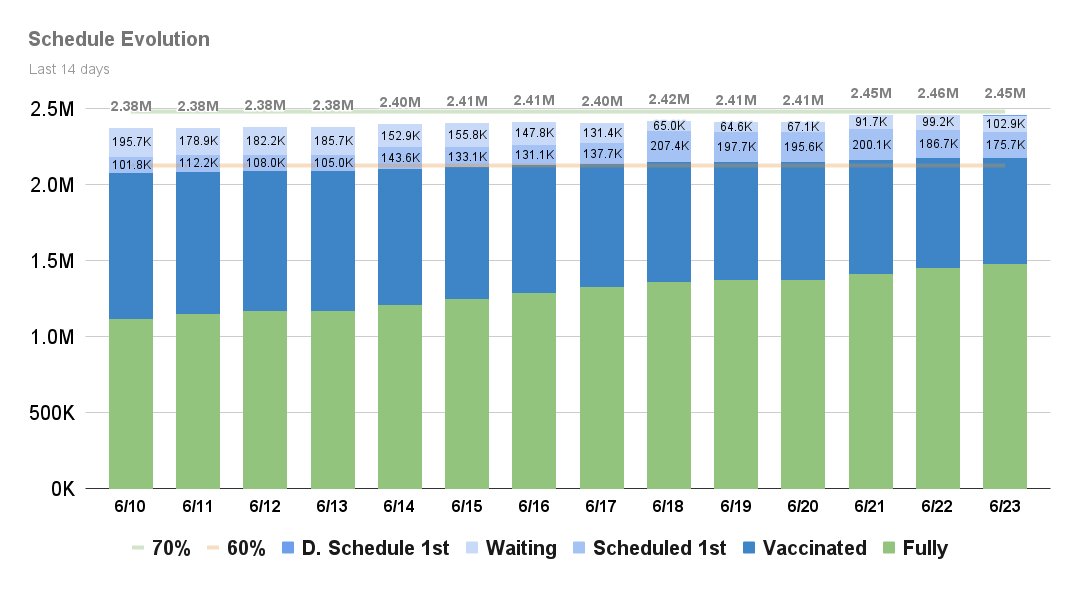 Schedule Evolution
Last 14 days
2.38M 2.38M 2.38M 2.38M 2.40M 2.41M 2.41M 2.40M 2.42M 2.41M 2.41M 2.45M 2.46M 2.45M
2.5M
195.7K 178.9K 182.2K 185.7K 152.9K 155.8K 147.8K 131.4K 65.0K 64.6K 67.1K 91.7K 99.2K 102.9K
101.8K 112.2K 108.0K 105.0K 143.6K 133.1K 131.1K 137.7K 207.4K 197.7K 195.6K 200.1K 186.7K 175.7K
2.0M
1.5M
1.0M
500K
0K
6/10 6/11 6/12 6/13 6/14 6/15 6/16 6/17 6/18 6/19 6/20 6/21 6/22 6/23
70% 60% D. Schedule 1st Waiting Scheduled 1st Vaccinated Fully